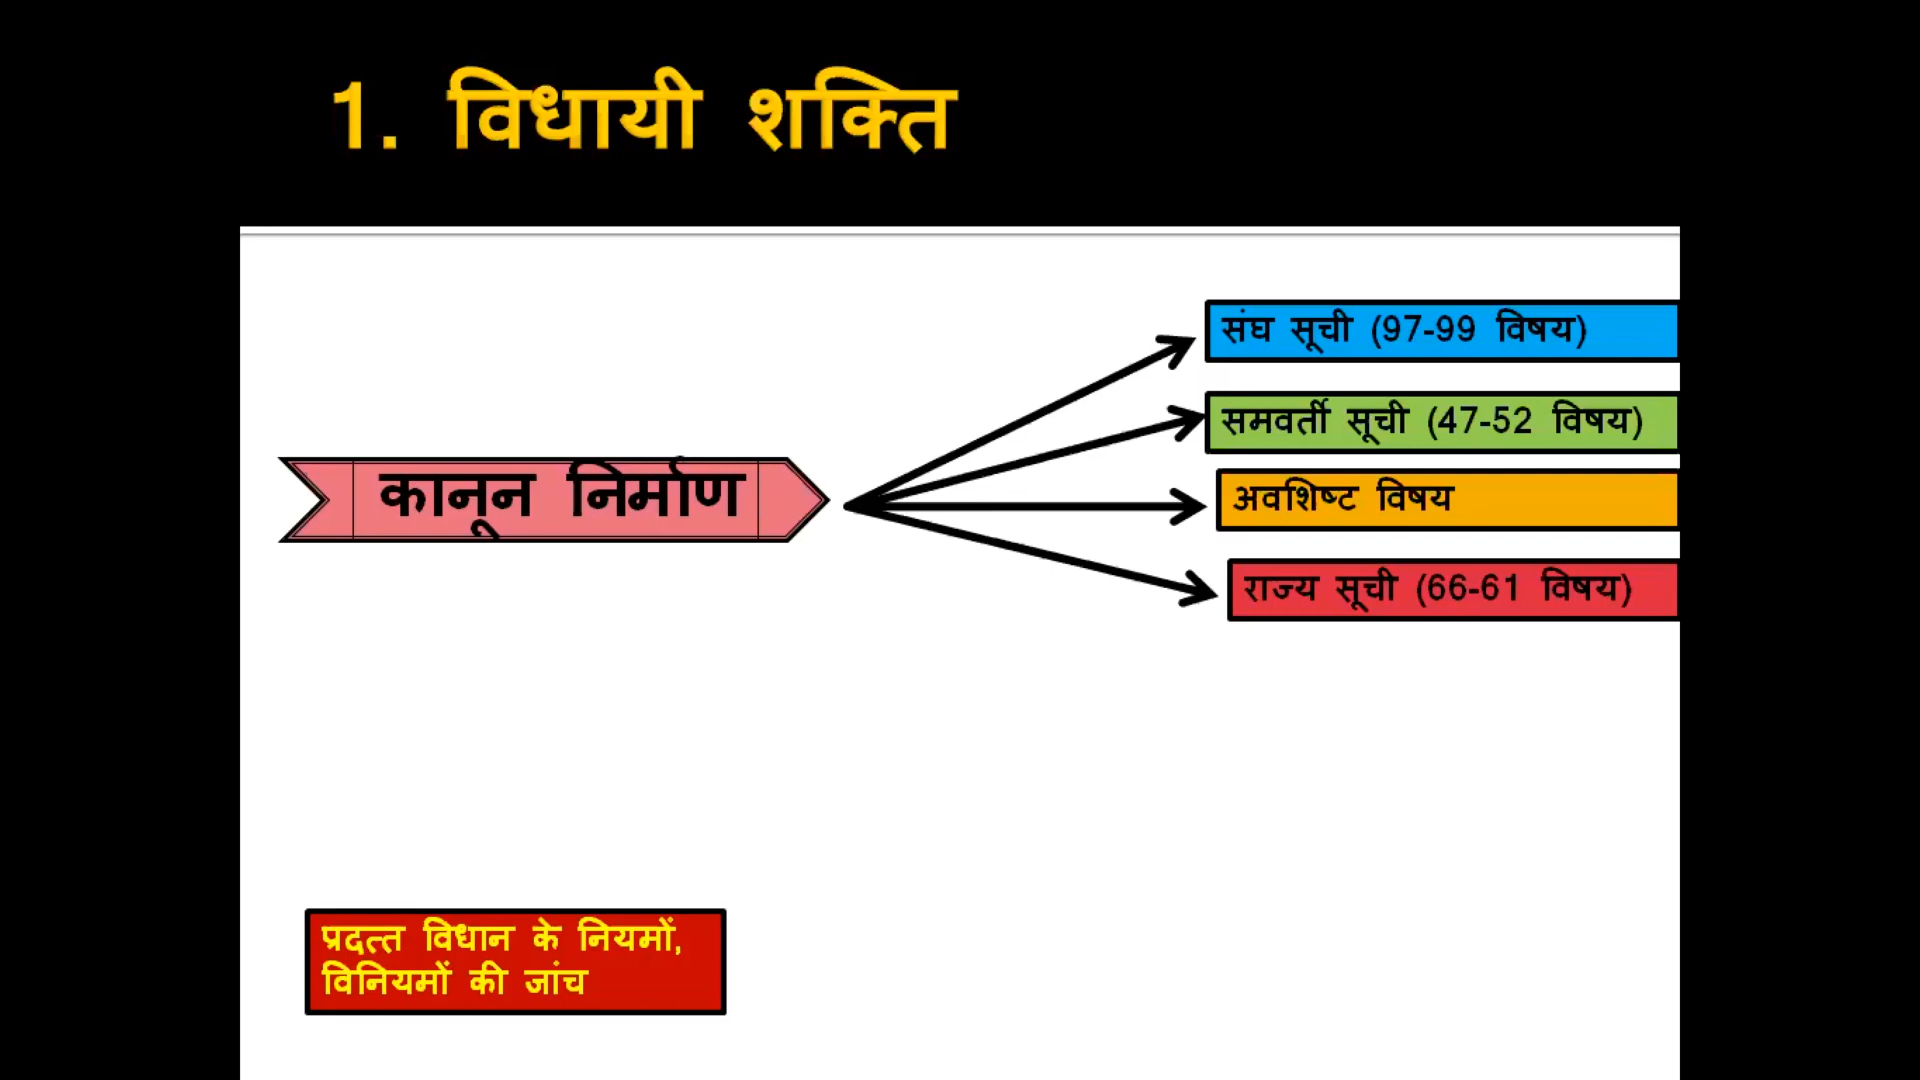 1. विधायी शक्ति
संघ सूची (97-99 विषय)
समवर्ती सूची (47-52 विषय)
कानून निर्माण
अवशिष्ट विषय
राज्य सूची (66-61 विषय)
प्रदत्त विधान के नियमों,
विनियमों की जांच